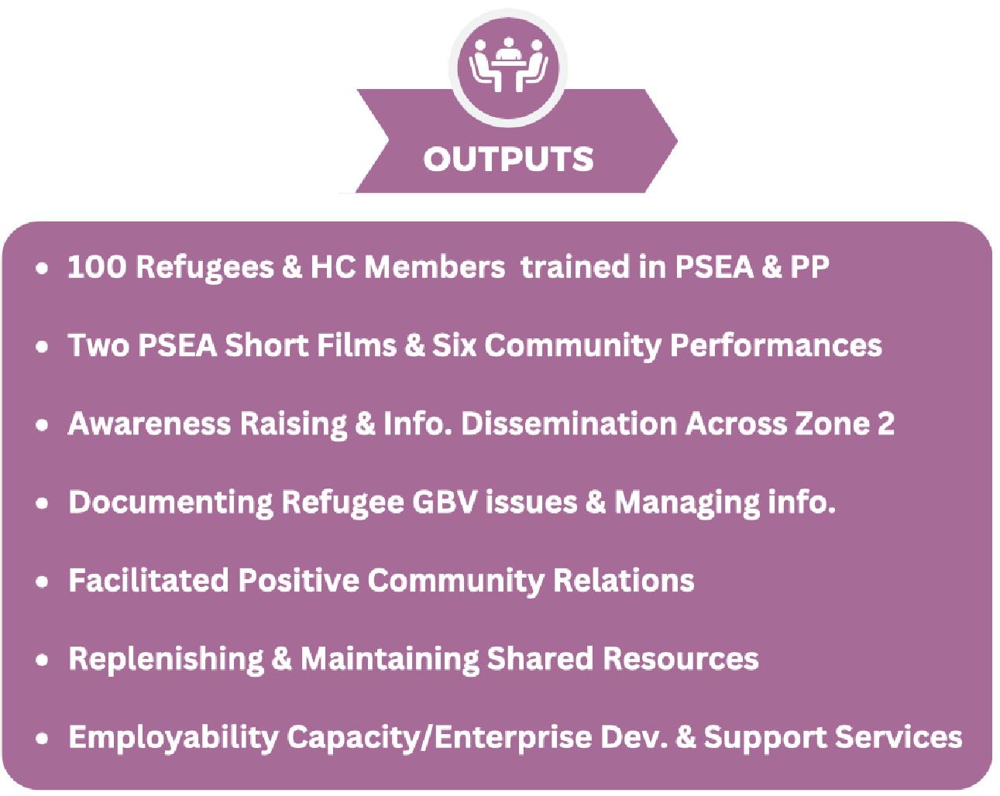 OUTPUTS
• 100 Refugees & HC Members trained in PSEA & PP
• Two PSEA Short Films & Six Community Performances
• Awareness Raising & Info. Dissemination Across Zone 2
• Documenting Refugee GBV issues & Managing info.
• Facilitated Positive Community Relations
• Replenishing & Maintaining Shared Resources
• Employability Capacity/Enterprise Dev. & Support Services